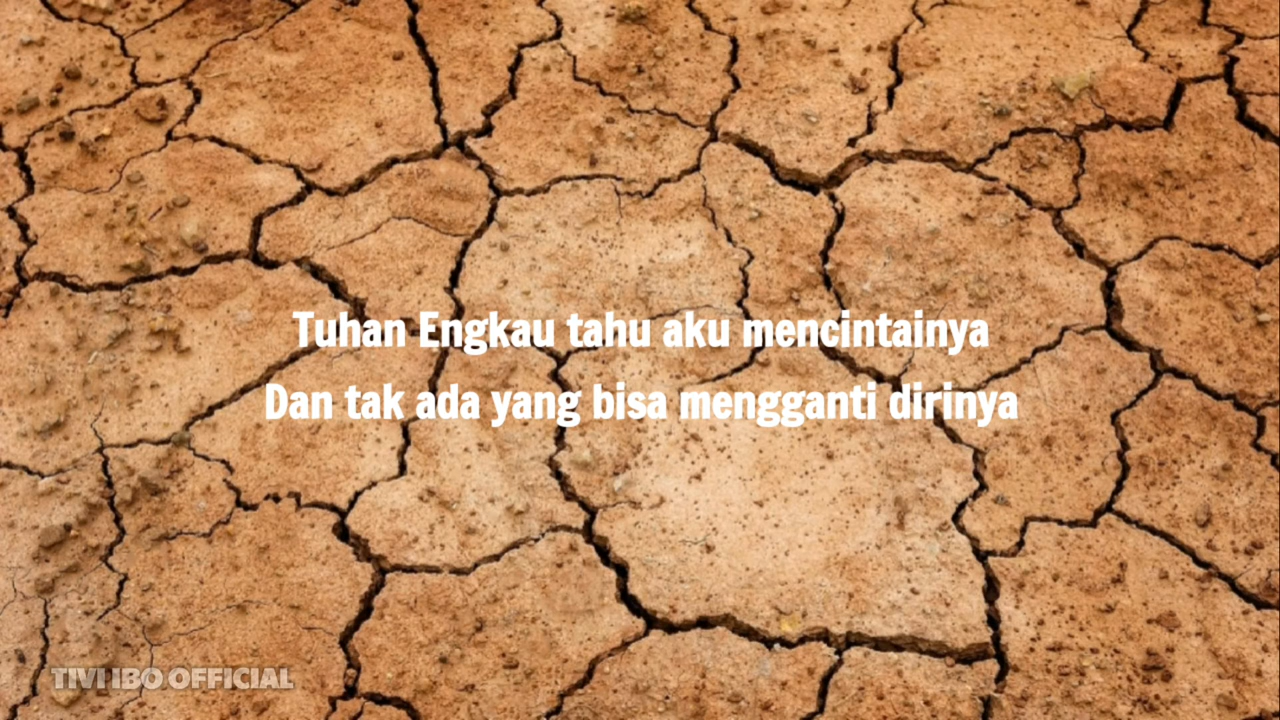 Tuhan Engkau tahu aku mencintainya
Dan tak ada yang bisa mengganti dirinya
TIVI IBO OFFICIAL